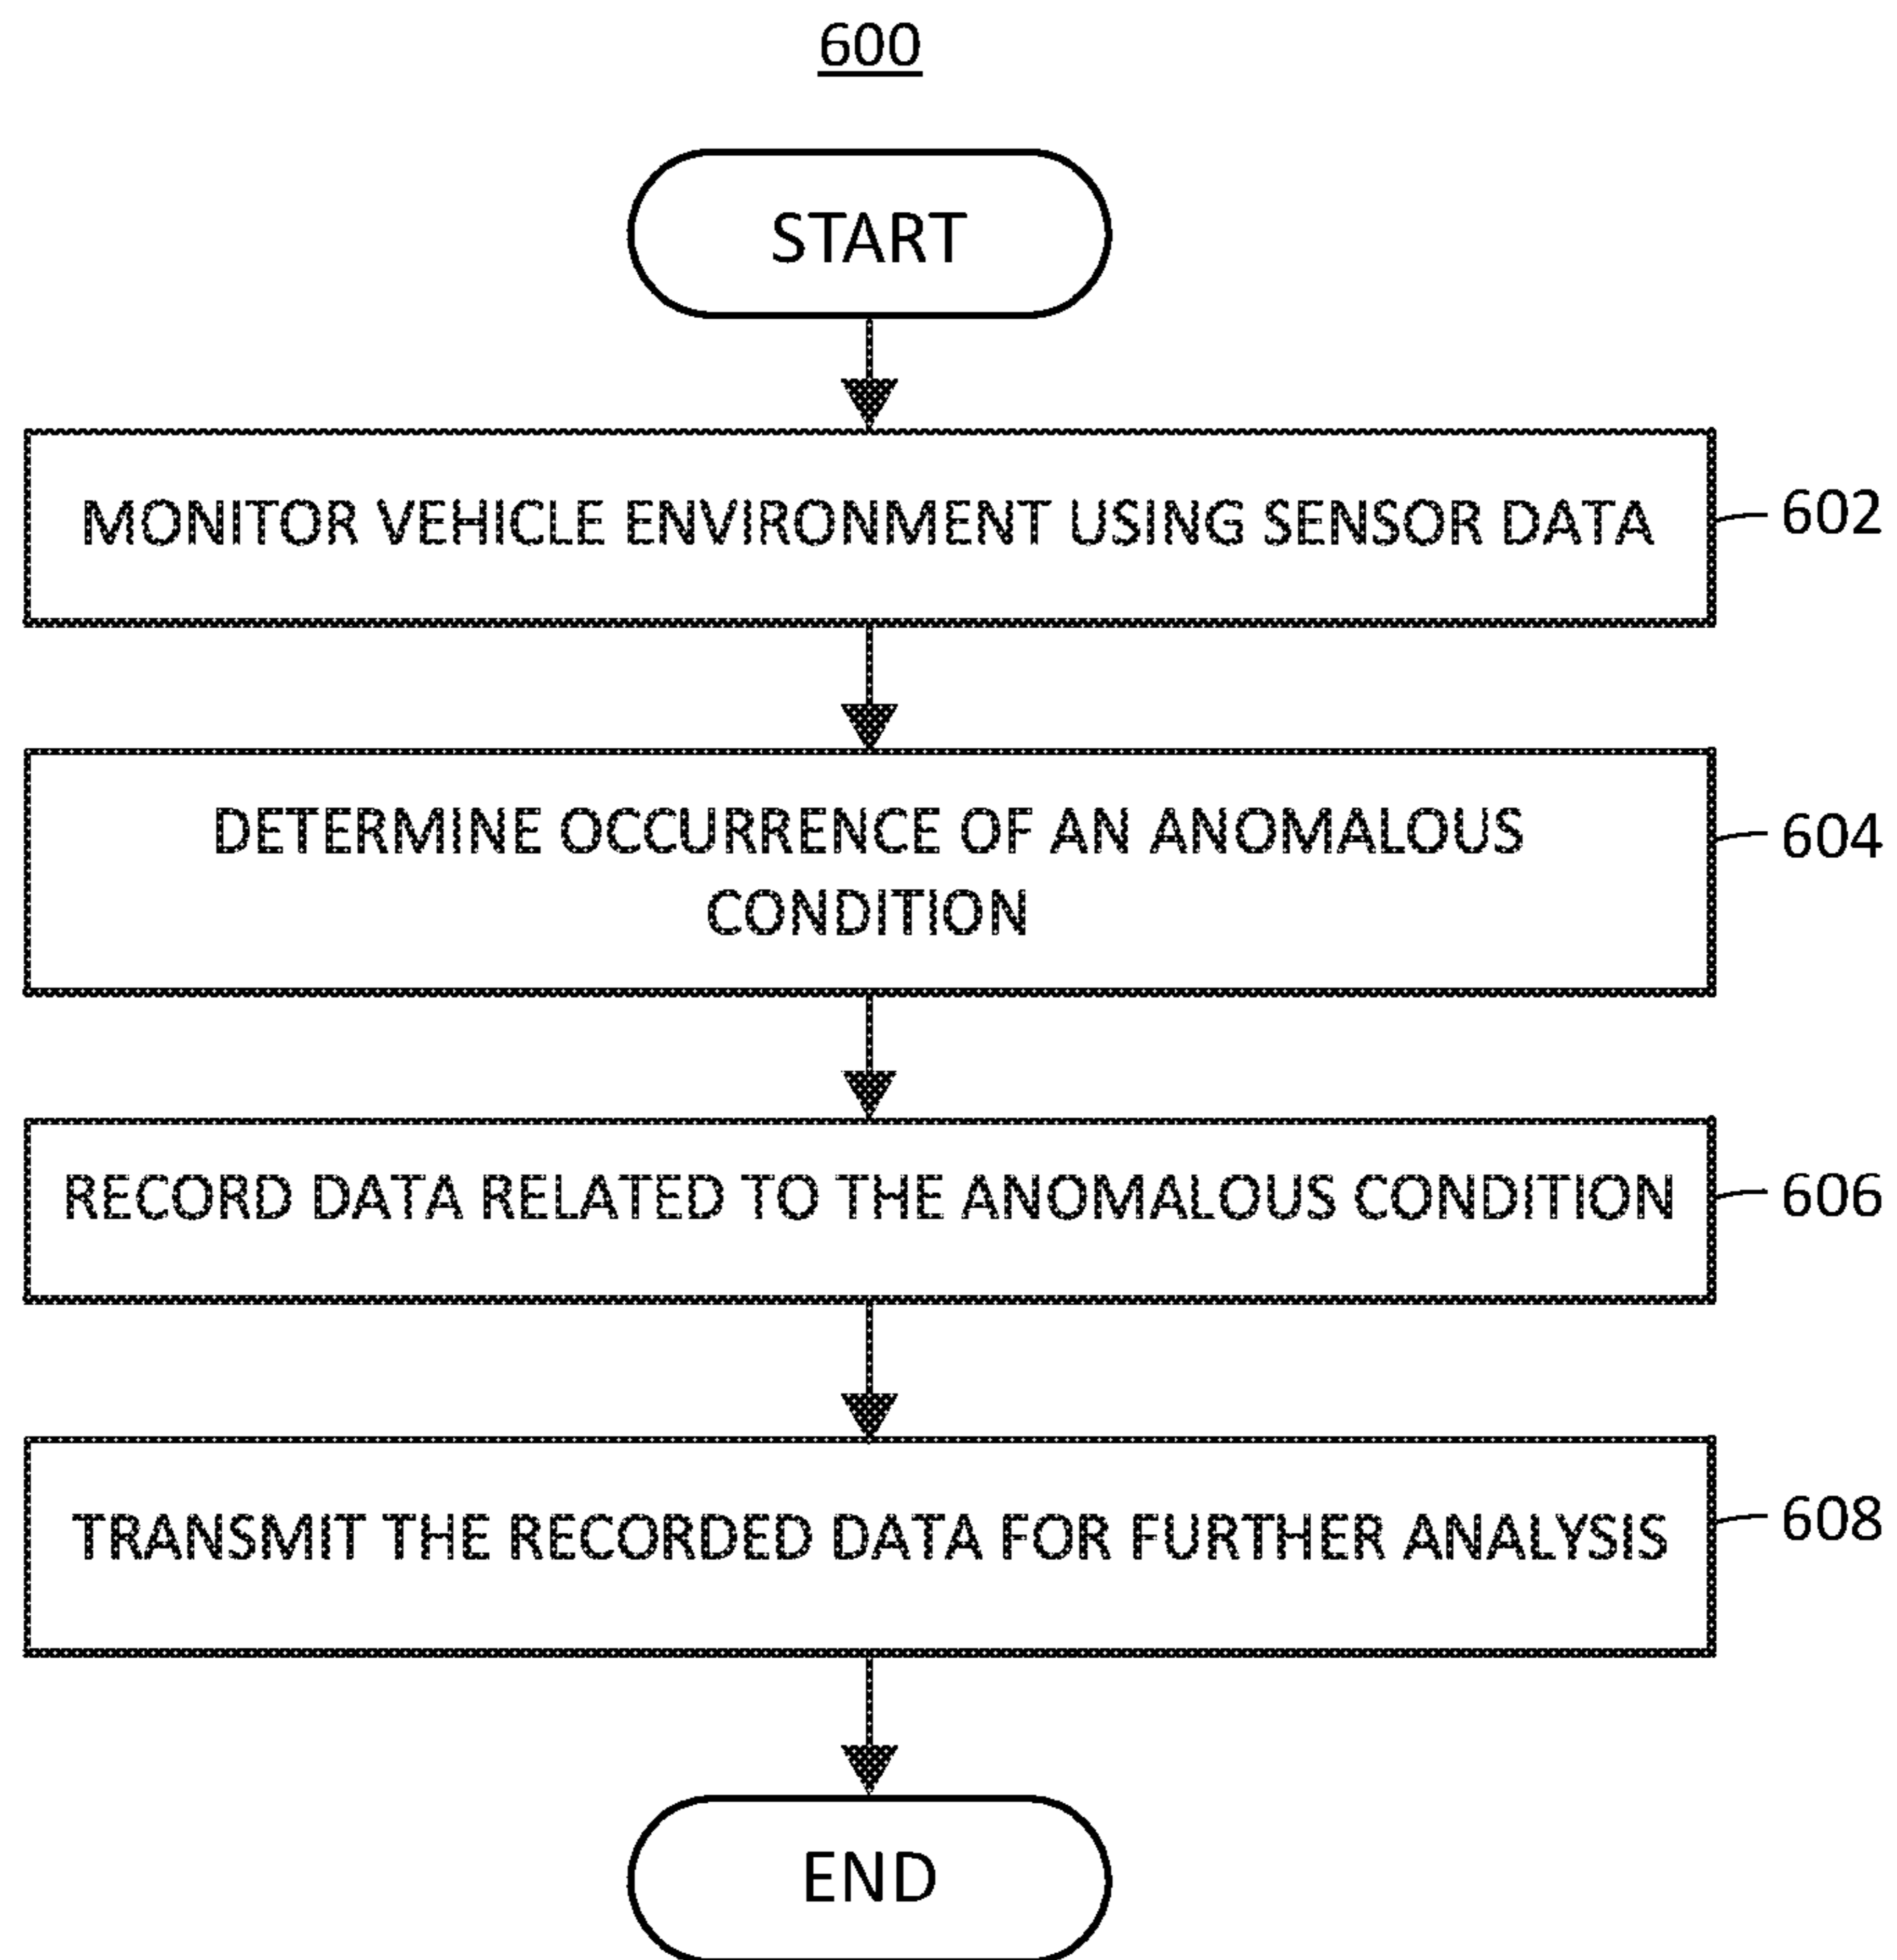 600
START
MONITOR VEHICLE ENVIRONMENT USING SENSOR DATA
602
DETERMINE OCCURRENCE OF AN ANOMALOUS
CONDITION
604
RECORD DATA RELATED TO THE ANOMALOUS CONDITION
606
TRANSMIT THE RECORDED DATA FOR FURTHER ANALYSIS
608
END